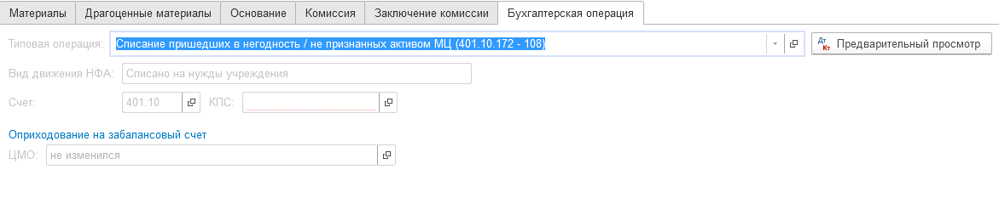 Материалы Драгоценные материалы Основание Комиссия Заключение комиссии Бухгалтерская операция
Типовая операция: Списание пришедших в негодность / не признанных активом МЦ (401.10.172 - 108) Дт Кт Предварительный просмотр
Вид движения НФА: Списано на нужды учреждения
Счет: 401.10 КПС:
Оприходование на забалансовый счет
ЦМО: не изменился